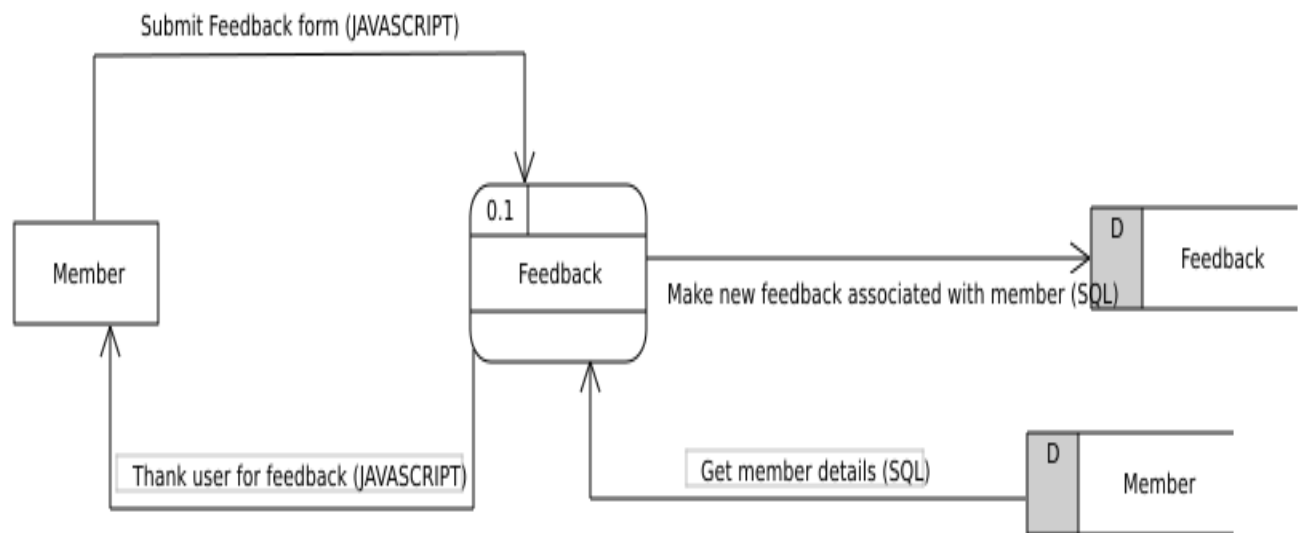 Submit Feedback form (JAVASCRIPT)
0.1
Feedback
Member
D
Feedback
Make new feedback associated with member (SQL)
Thank user for feedback (JAVASCRIPT)
Get member details (SQL)
D
Member